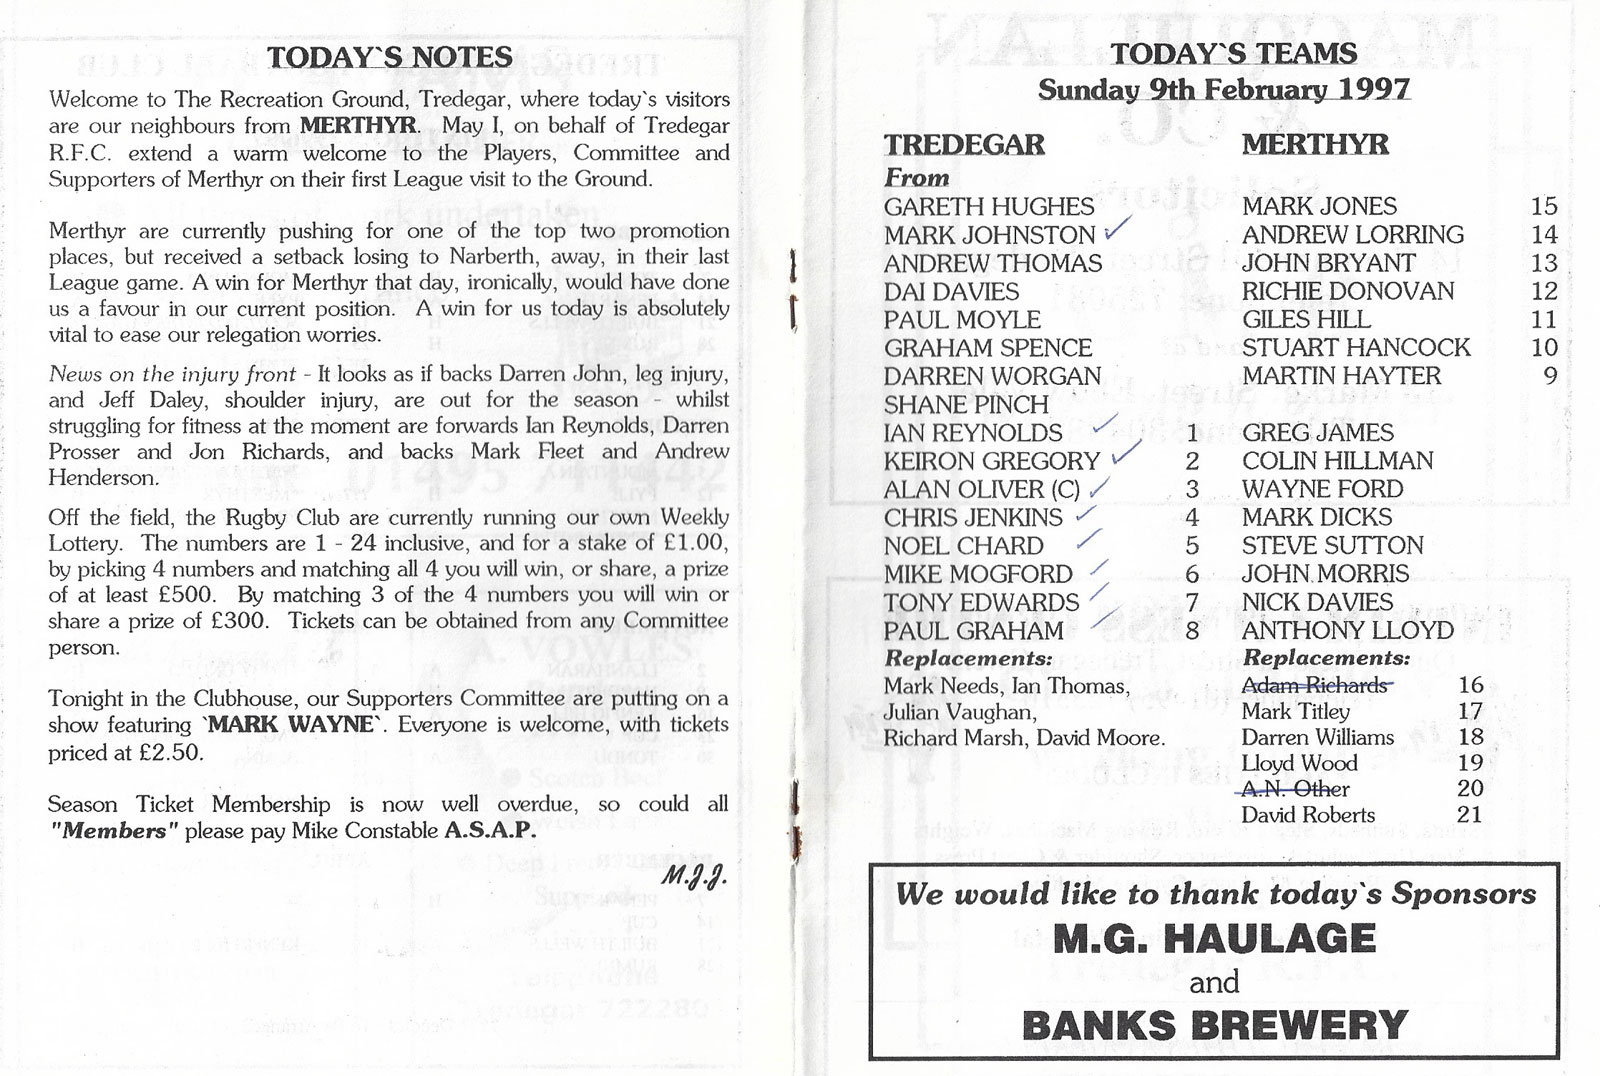 TODAY`S NOTES
Welcome to The Recreation Ground, Tredegar, where today`s visitors
are our neighbours from MERTHYR. May I, on behalf of Tredegar
R.F.C. extend a warm welcome to the Players, Committee and
Supporters of Merthyr on their first League visit to the Ground.
Merthyr are currently pushing for one of the top two promotion
places, but received a setback losing to Narberth, away, in their last
League game. A win for Merthyr that day, ironically, would have done
us a favour in our current position. A win for us today is absolutely
vital to ease our relegation worries.
News on the injury front - It looks as if backs Darren John, leg injury,
and Jeff Daley, shoulder injury, are out for the season - whilst
struggling for fitness at the moment are forwards Ian Reynolds, Darren
Prosser and Jon Richards, and backs Mark Fleet and Andrew
Henderson.
Off the field, the Rugby Club are currently running our own Weekly
Lottery. The numbers are 1 - 24 inclusive, and for a stake of £1.00,
by picking 4 numbers and matching all 4 you will win, or share, a prize
of at least £500. By matching 3 of the 4 numbers you will win or
share a prize of £300. Tickets can be obtained from any Committee
person.
Tonight in the Clubhouse, our Supporters Committee are putting on a
show featuring `MARK WAYNE`. Everyone is welcome, with tickets
priced at £2.50.
Season Ticket Membership is now well overdue, so could all
"Members" please pay Mike Constable A.S.A.P.
M.J.J.
TODAY`S TEAMS
Sunday 9th February 1997
TREDEGAR MERTHYR
From
GARETH HUGHES MARK JONES 15
MARK JOHNSTON ✓ ANDREW LORRING 14
ANDREW THOMAS JOHN BRYANT 13
DAI DAVIES RICHIE DONOVAN 12
PAUL MOYLE GILES HILL 11
GRAHAM SPENCE STUART HANCOCK 10
DARREN WORGAN MARTIN HAYTER 9
SHANE PINCH
IAN REYNOLDS ✓ 1 GREG JAMES
KEIRON GREGORY ✓ 2 COLIN HILLMAN
ALAN OLIVER (C) ✓ 3 WAYNE FORD
CHRIS JENKINS ✓ 4 MARK DICKS
NOEL CHARD ✓ 5 STEVE SUTTON
MIKE MOGFORD ✓ 6 JOHN MORRIS
TONY EDWARDS ✓ 7 NICK DAVIES
PAUL GRAHAM ✓ 8 ANTHONY LLOYD
Replacements: Replacements:
Mark Needs, Ian Thomas, Adam Richards 16
Julian Vaughan, Mark Titley 17
Richard Marsh, David Moore. Darren Williams 18
Lloyd Wood 19
A.N. Other 20
David Roberts 21
We would like to thank today`s Sponsors
M.G. HAULAGE
and
BANKS BREWERY